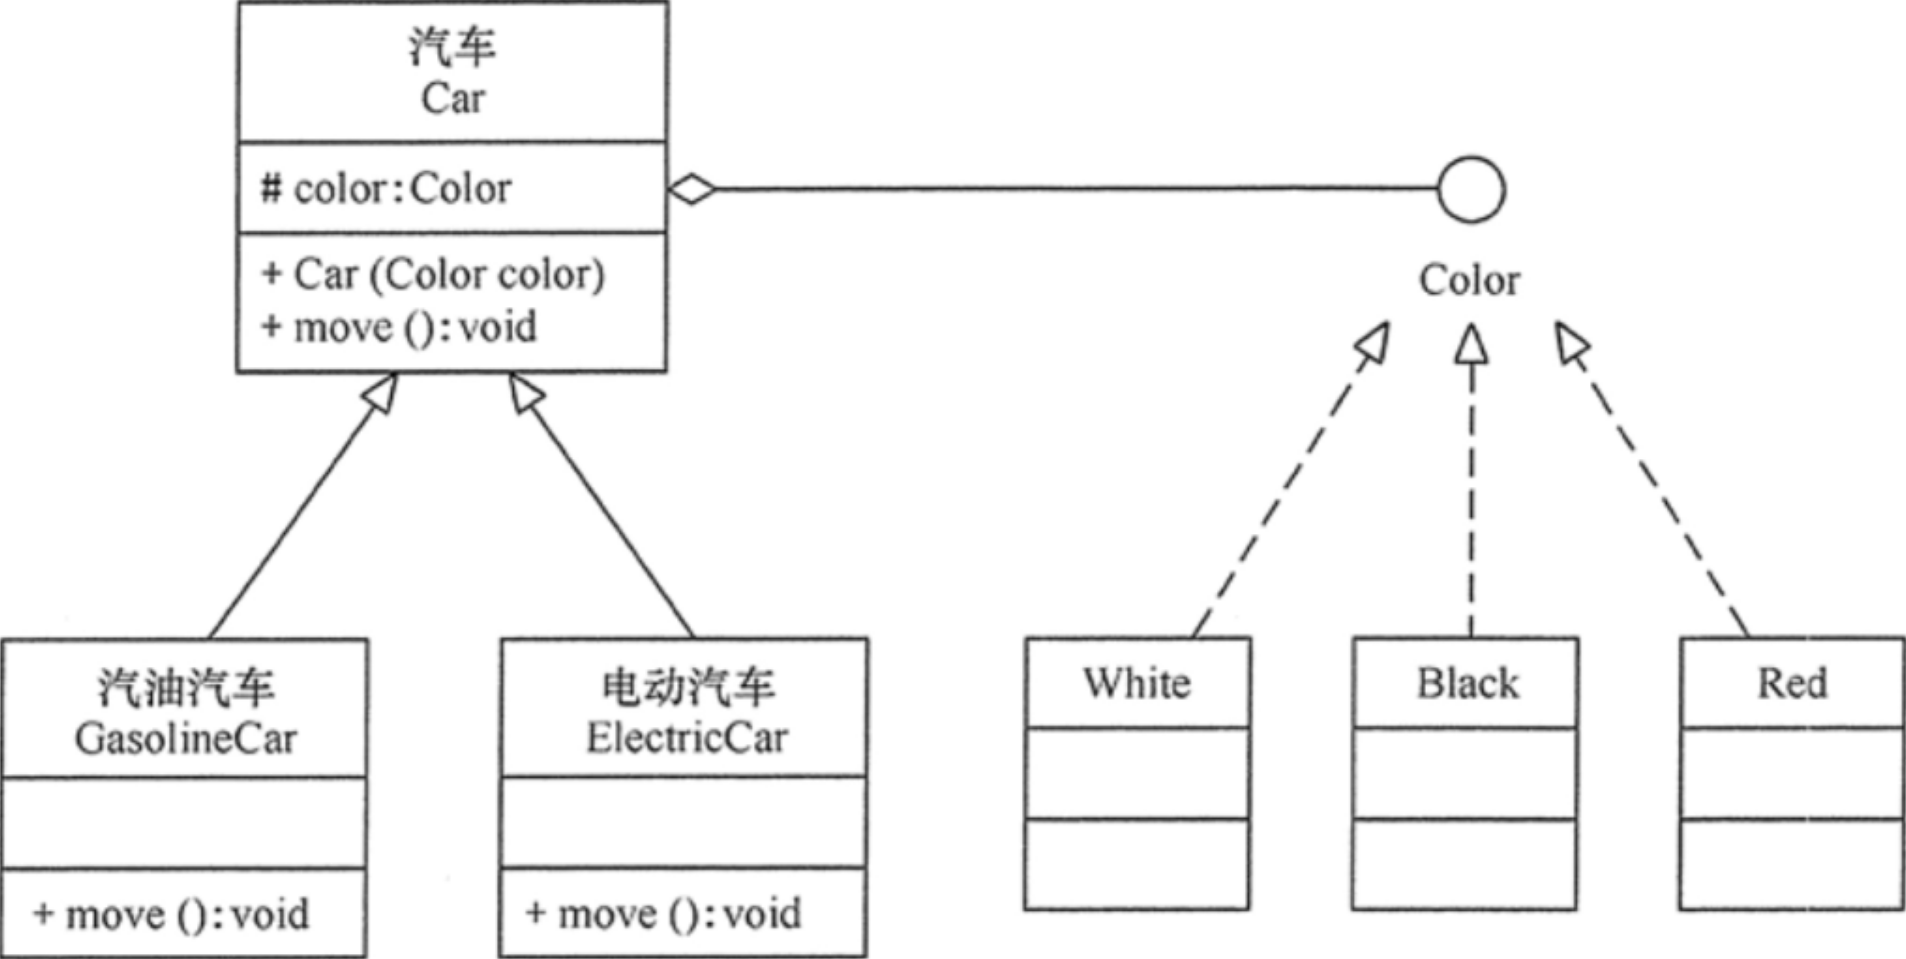 汽车
Car
# color:Color
+ Car (Color color)
+ move ():void
Color
汽油汽车
GasolineCar
+ move ():void
电动汽车
ElectricCar
+ move ():void
White
Black
Red